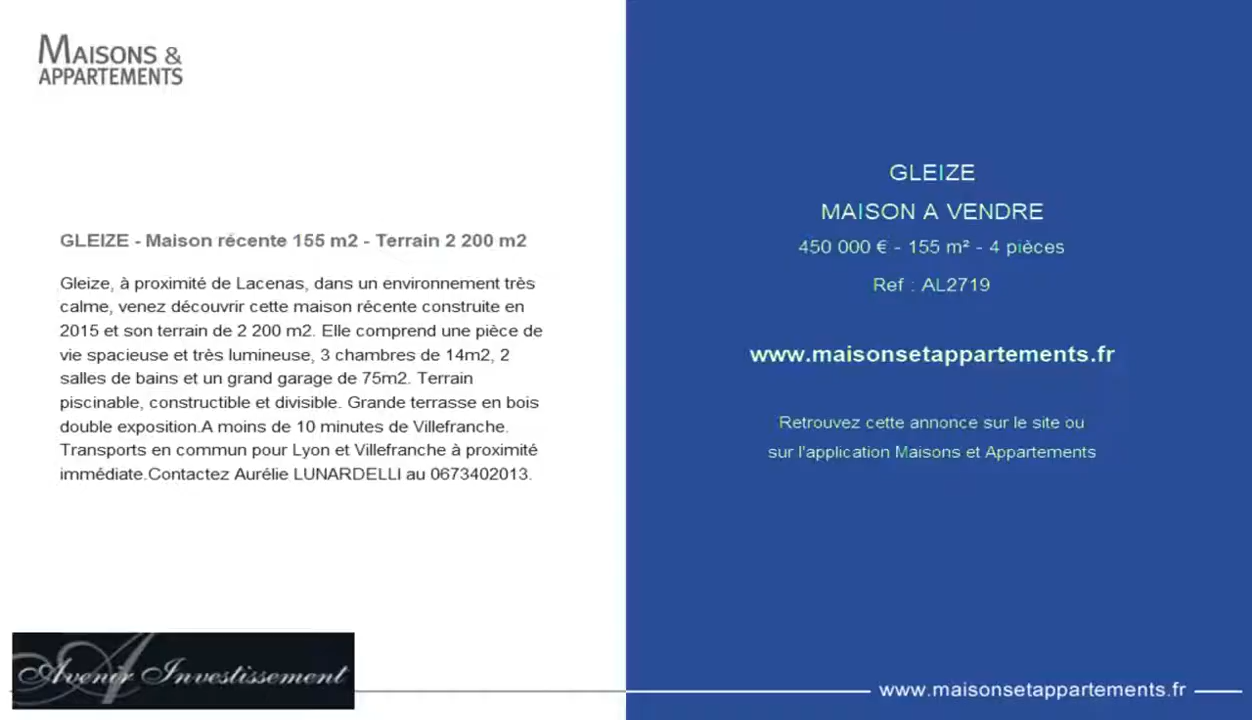 MAISONS &
APPARTEMENTS
GLEIZE - Maison récente 155 m2 - Terrain 2 200 m2
Gleize, à proximité de Lacenas, dans un environnement très
calme, venez découvrir cette maison récente construite en
2015 et son terrain de 2 200 m2. Elle comprend une pièce de
vie spacieuse et très lumineuse, 3 chambres de 14m2, 2
salles de bains et un grand garage de 75m2. Terrain
piscinable, constructible et divisible. Grande terrasse en bois
double exposition.A moins de 10 minutes de Villefranche.
Transports en commun pour Lyon et Villefranche à proximité
immédiate.Contactez Aurélie LUNARDELLI au 0673402013.
Avenir Investissement
GLEIZE
MAISON A VENDRE
450 000 € - 155 m² - 4 pièces
Ref : AL2719
www.maisonsetappartements.fr
Retrouvez cette annonce sur le site ou
sur l'application Maisons et Appartements
www.maisonsetappartements.fr